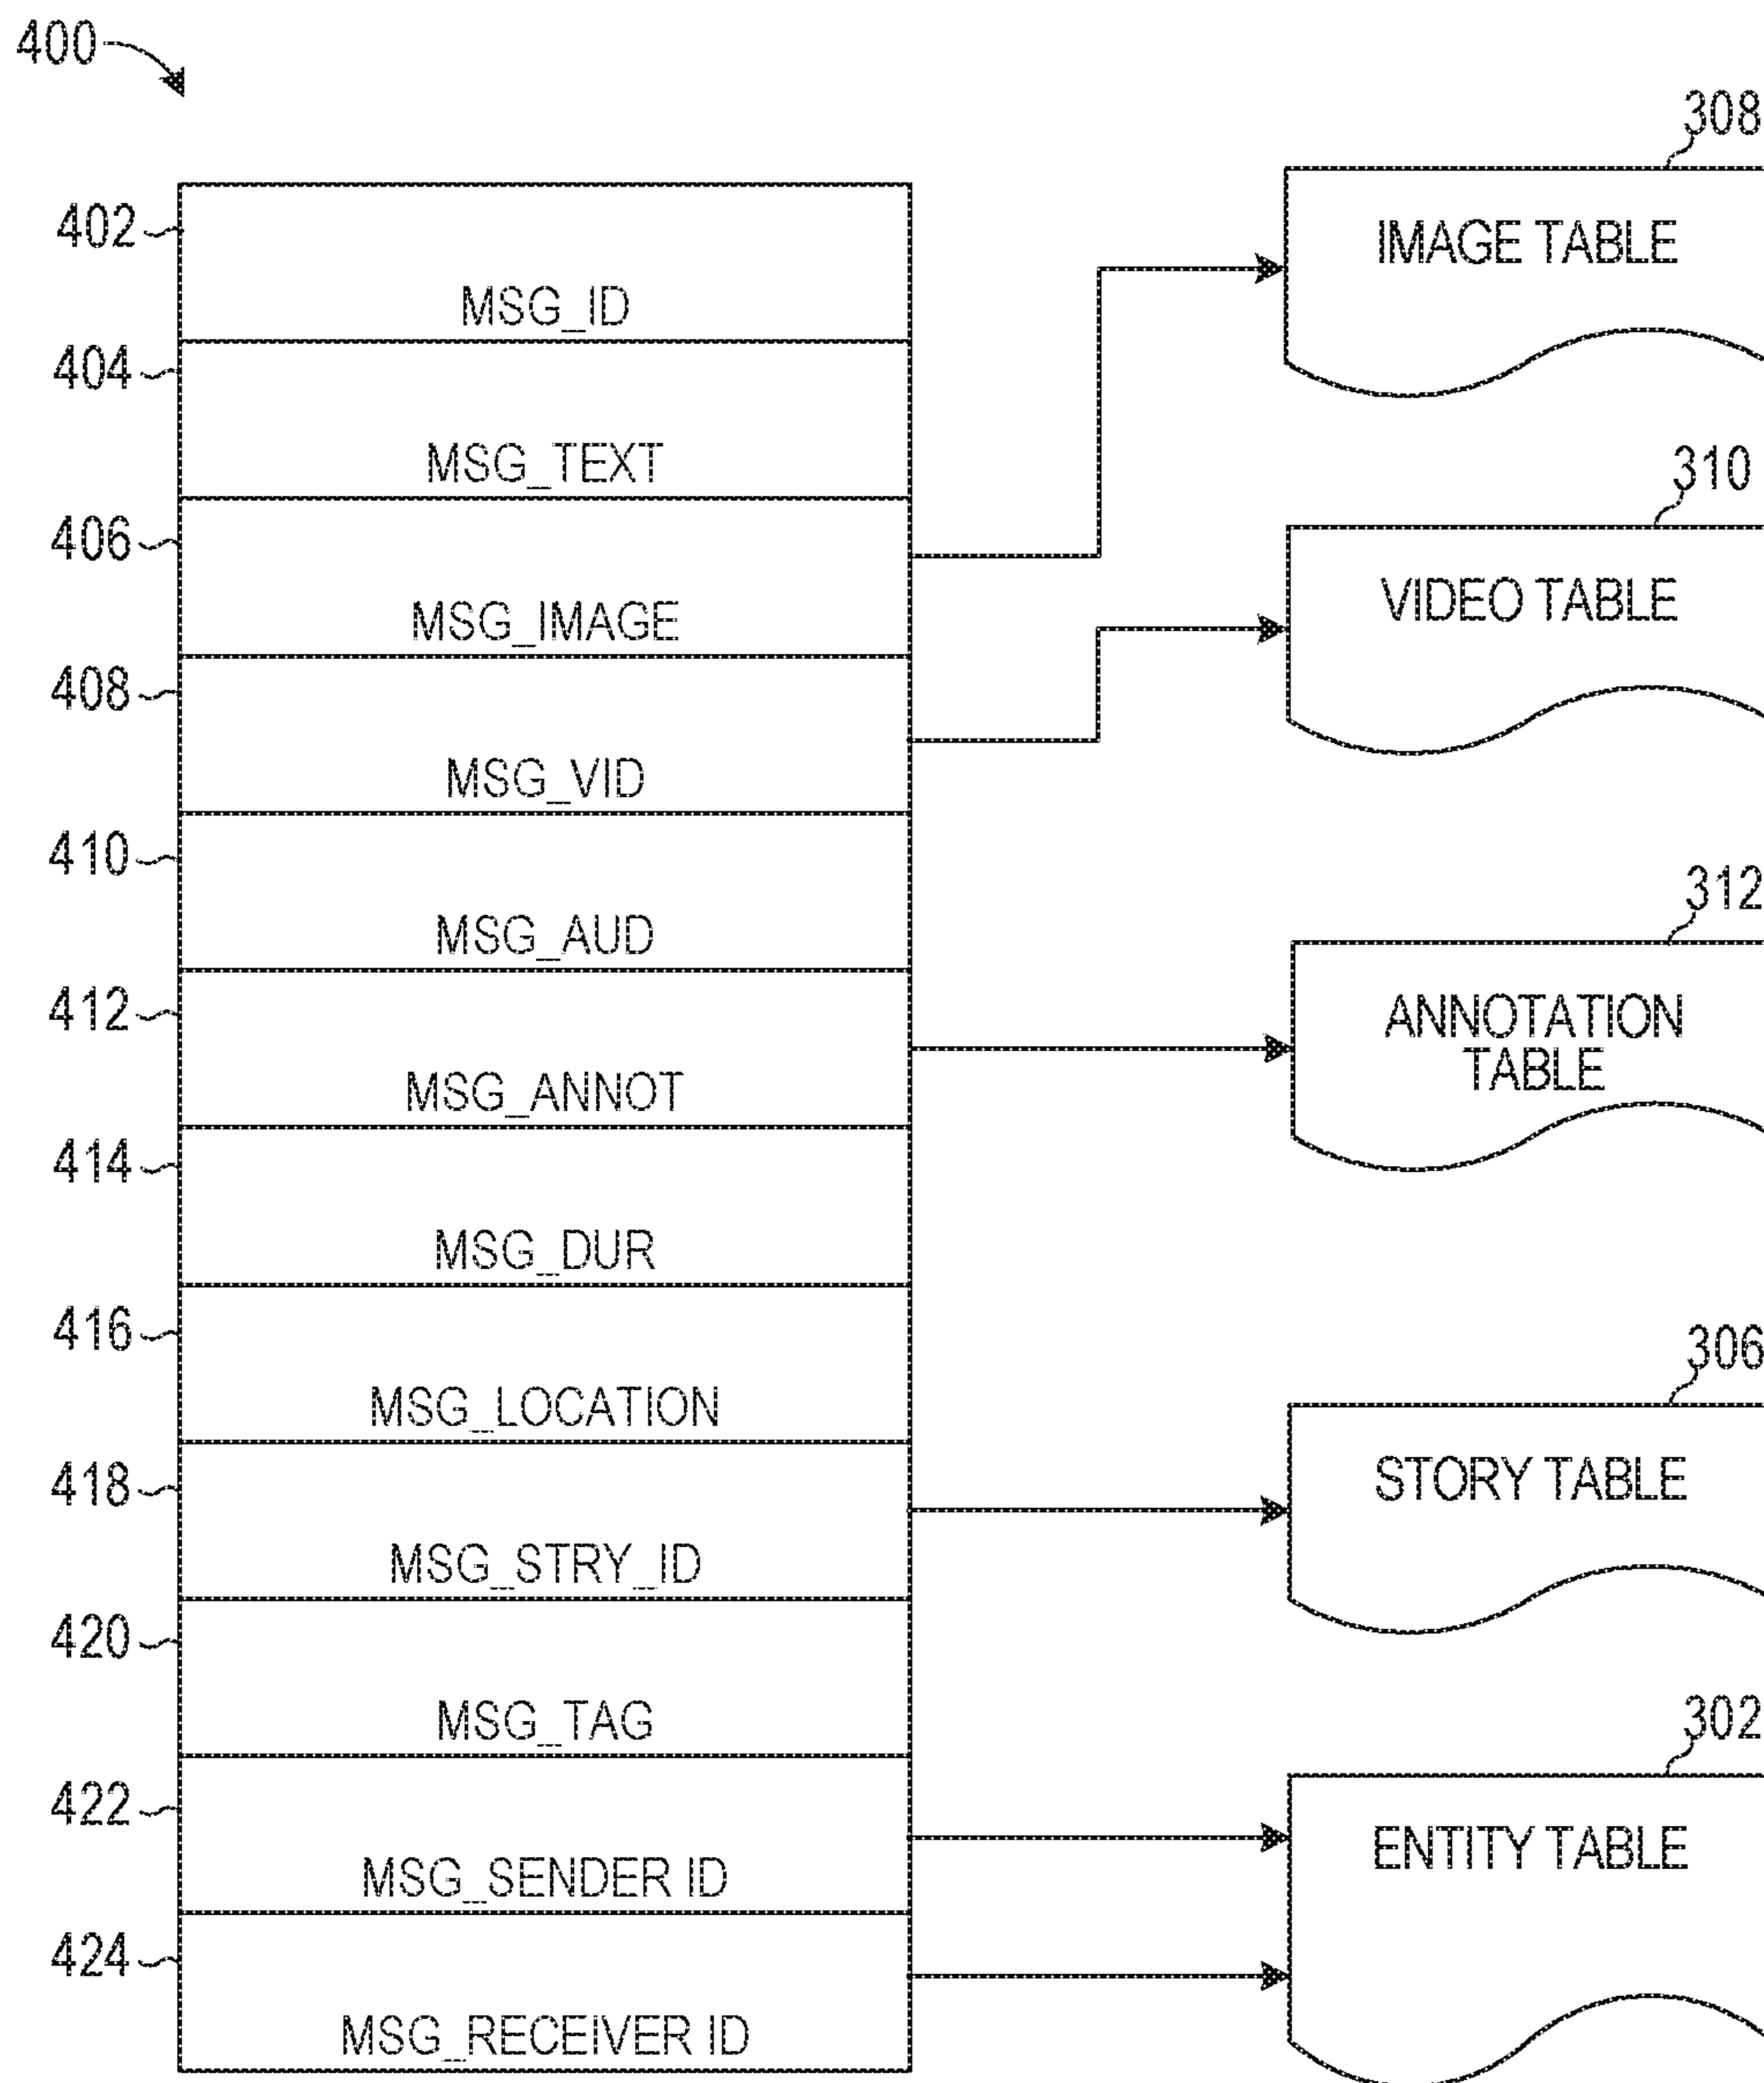 400
308
402
IMAGE TABLE
MSG_ID
404
MSG_TEXT
310
406
VIDEO TABLE
MSG_IMAGE
408
MSG_VID
410
312
MSG_AUD
412
ANNOTATION
TABLE
MSG_ANNOT
414
MSG_DUR
416
306
MSG_LOCATION
418
STORY TABLE
MSG_STRY_ID
420
MSG_TAG
302
422
ENTITY TABLE
MSG_SENDER ID
424
MSG_RECEIVER ID